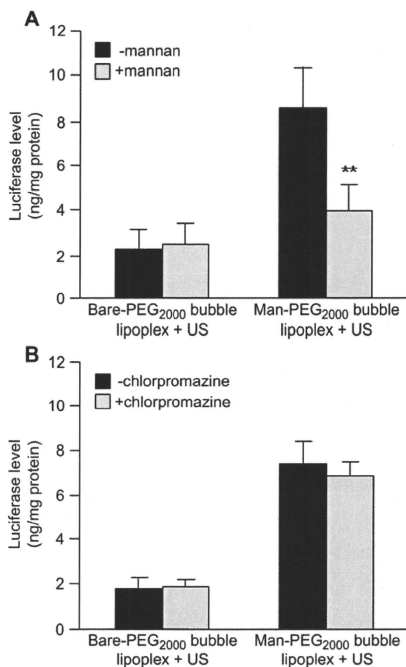 A
-mannan
+mannan
Luciferase level
(ng/mg protein)
12
10
8
6
4
2
0
**
Bare-PEG2000 bubble
lipoplex + US
Man-PEG2000 bubble
lipoplex + US
B
-chlorpromazine
+chlorpromazine
Luciferase level
(ng/mg protein)
12
10
8
6
4
2
0
Bare-PEG2000 bubble
lipoplex + US
Man-PEG2000 bubble
lipoplex + US